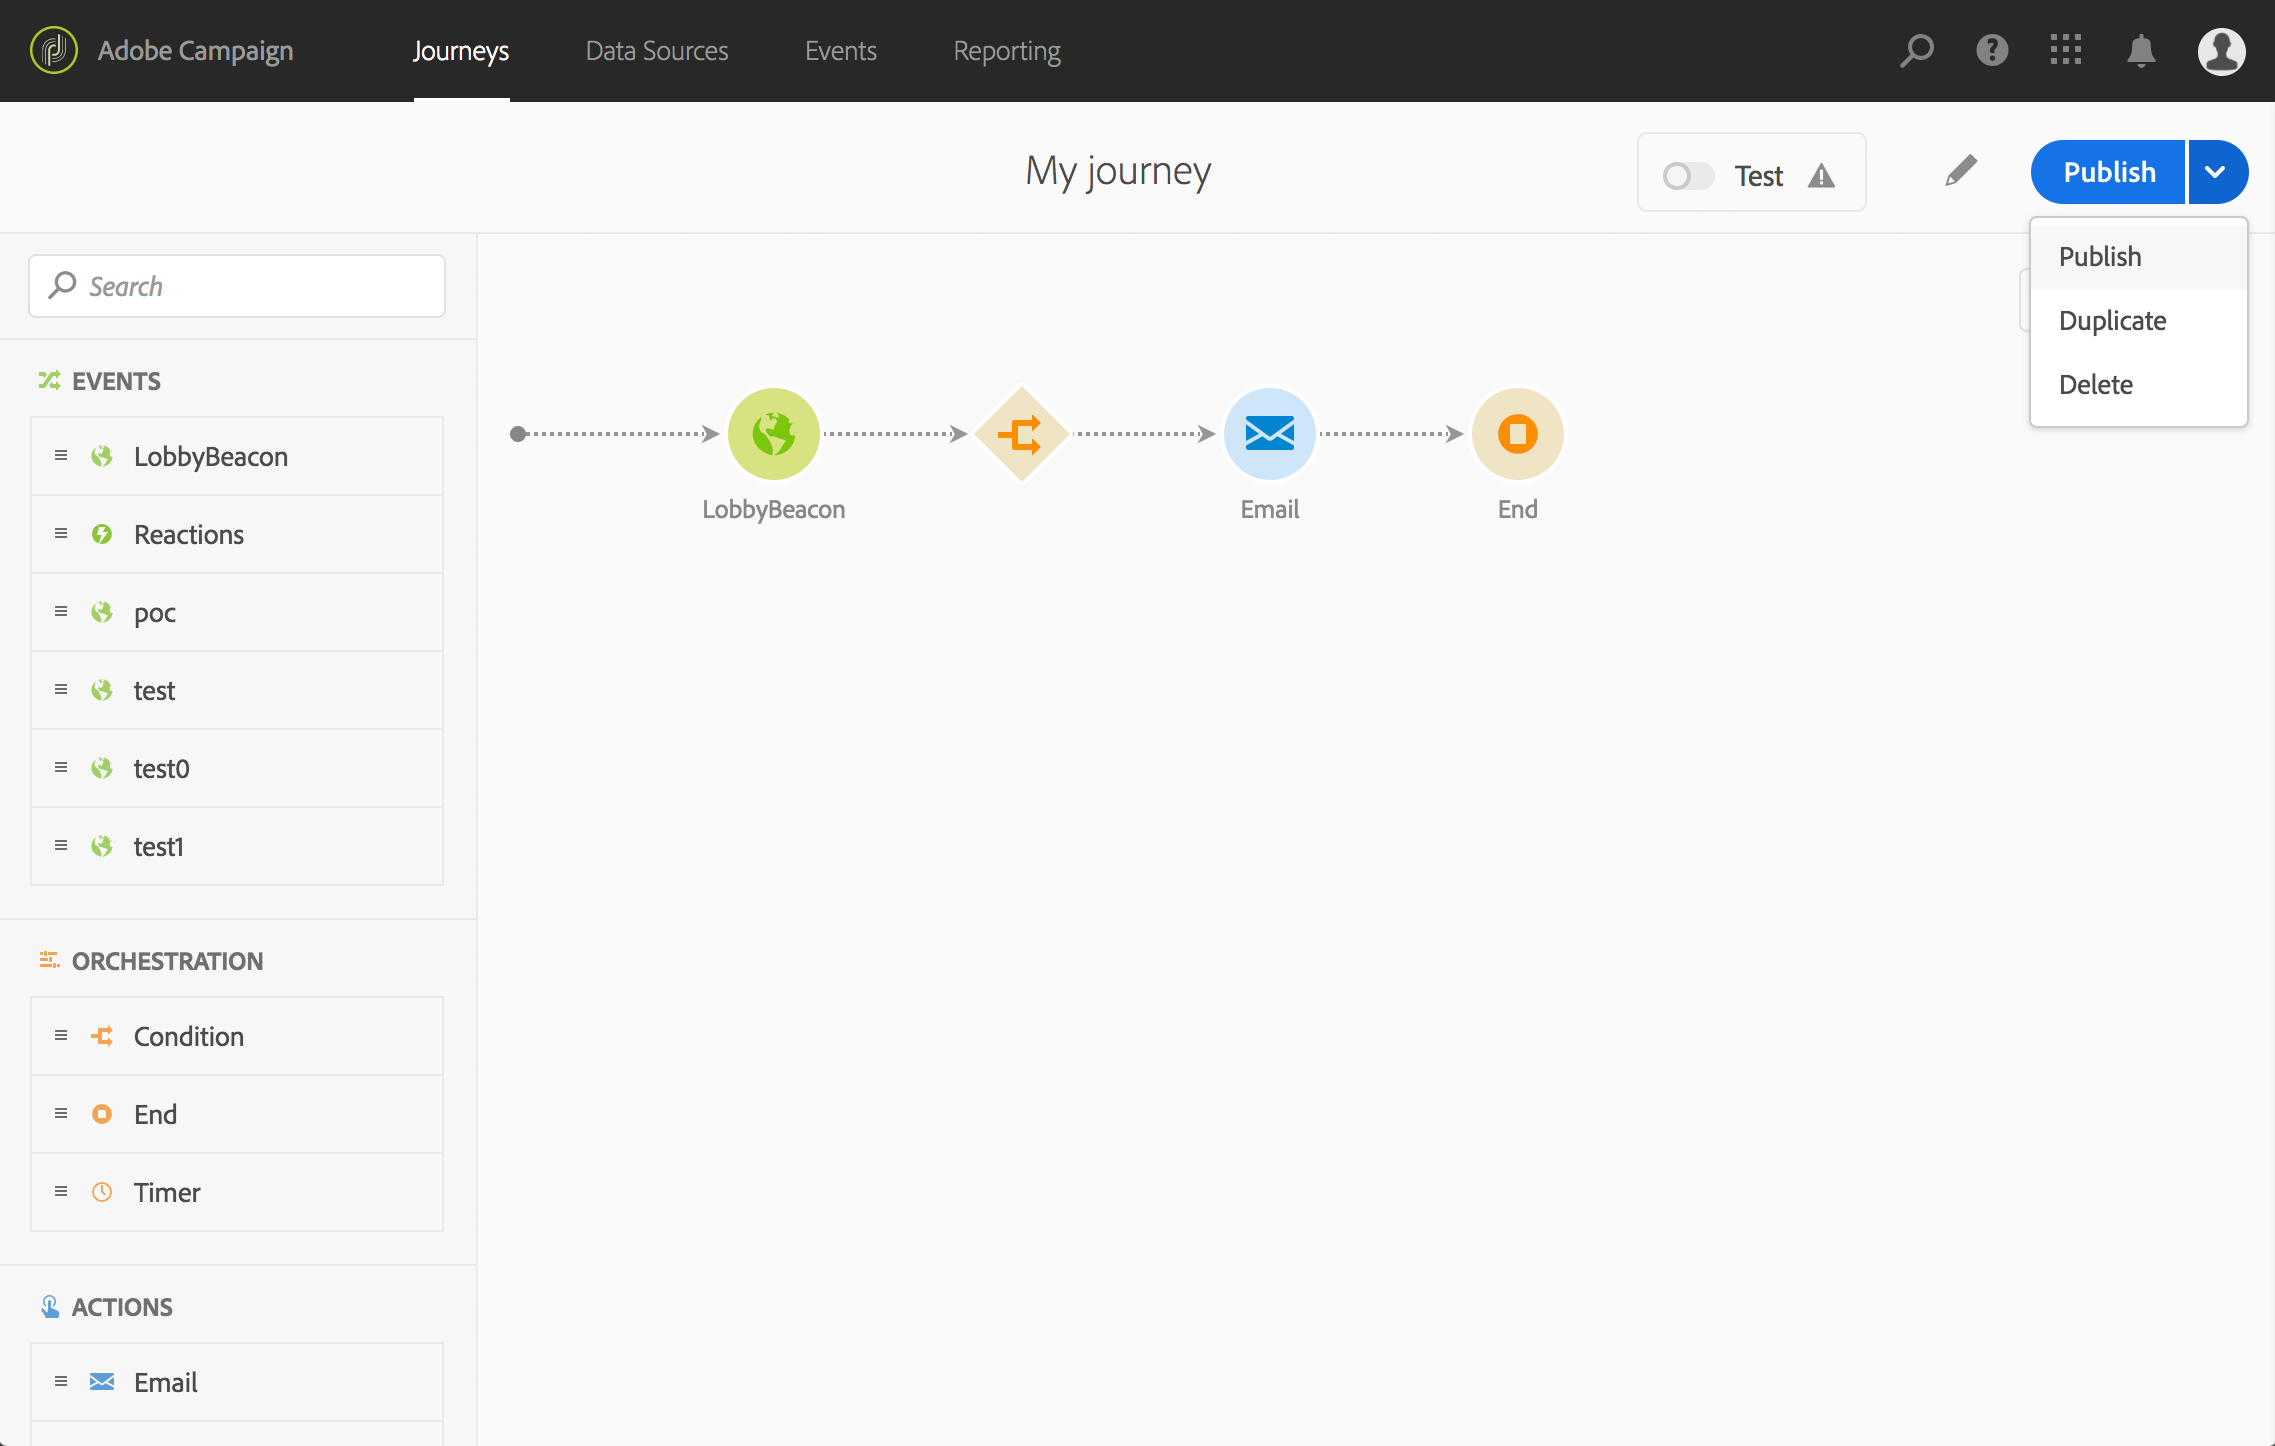 Adobe Campaign
Journeys
Data Sources
Events
Reporting
My journey
Test
Publish
Publish
Duplicate
Delete
Search
EVENTS
LobbyBeacon
Reactions
poc
test
test0
test1
ORCHESTRATION
Condition
End
Timer
ACTIONS
Email
LobbyBeacon
Email
End